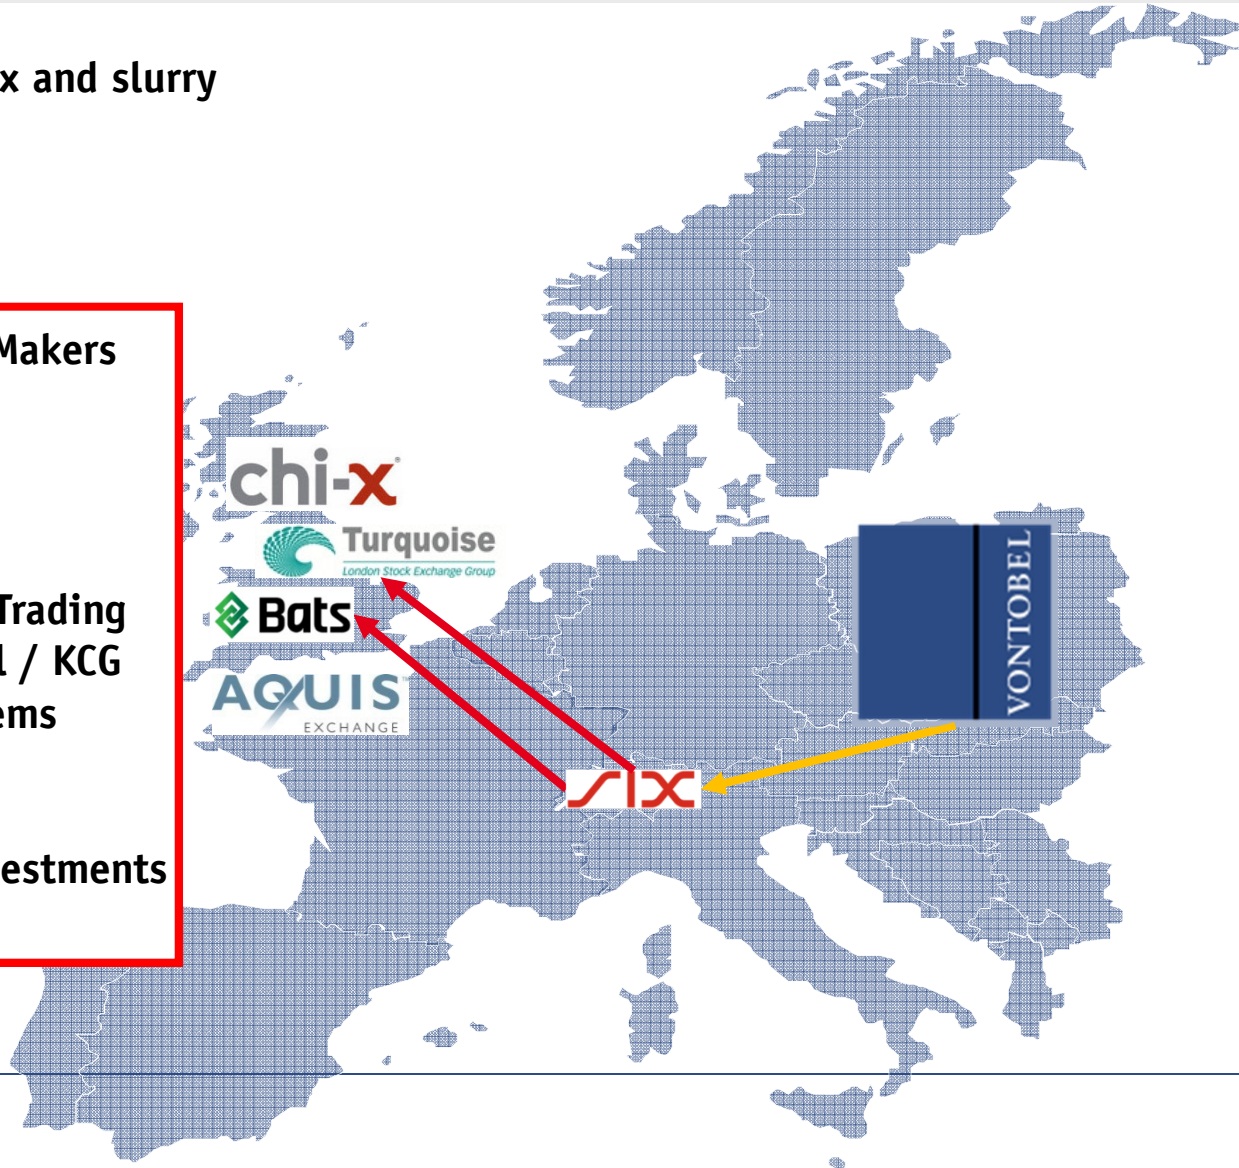 x and slurry
Makers
Trading
l / KCG
ems
estments
chi-x
Turquoise
London Stock Exchange Group
Bats
AQUIS
EXCHANGE
SIX
VONTOBEL